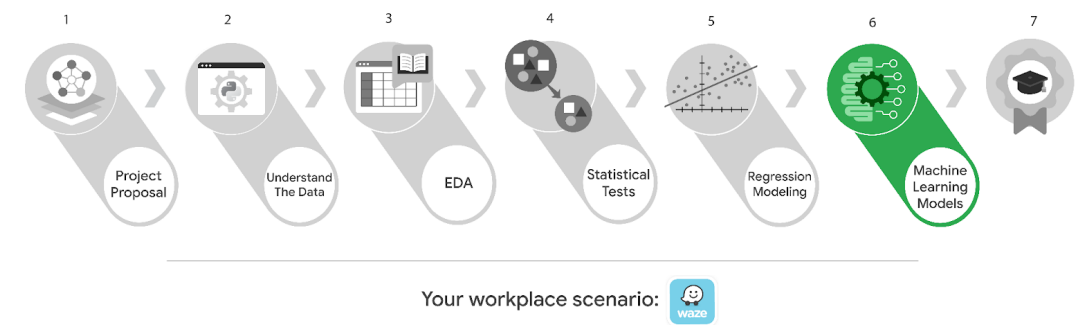 1
2
3
4
5
6
7
Project
Proposal
Understand
The Data
EDA
Statistical
Tests
Regression
Modeling
Machine
Learning
Models
Your workplace scenario:
waze